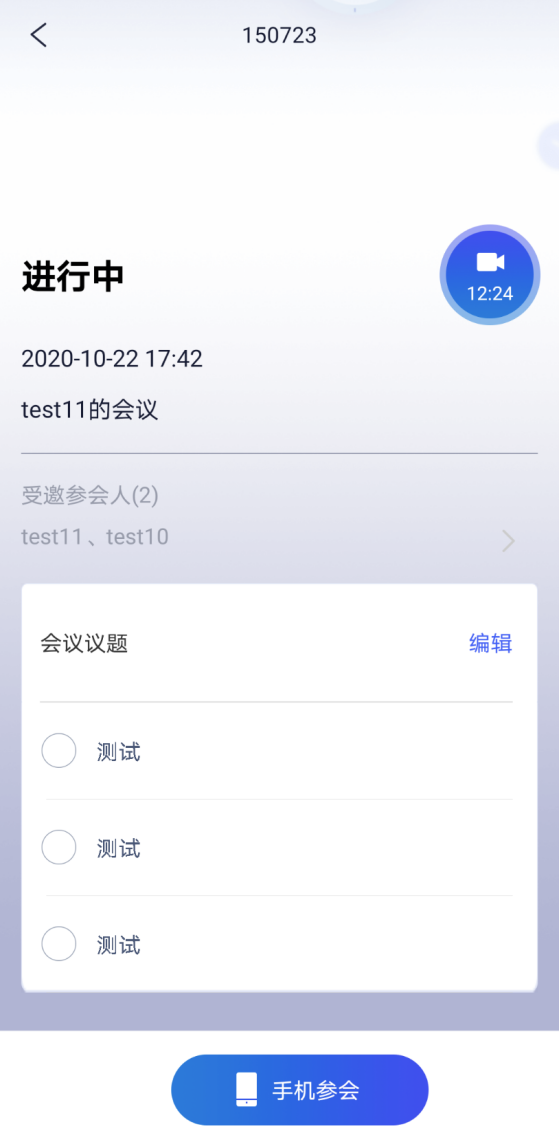 150723
进行中
12:24
2020-10-22 17:42
test11的会议
受邀参会人(2)
test11、test10
会议议题 编辑
测试
测试
测试
手机参会